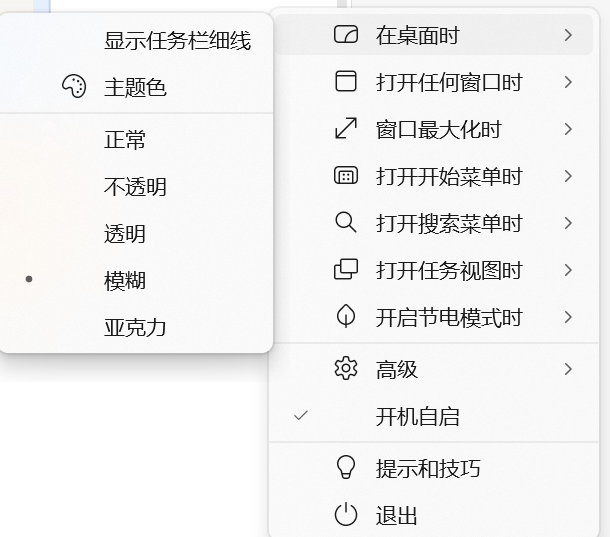 显示任务栏细线
主题色
正常
不透明
透明
模糊
亚克力
在桌面时
打开任何窗口时
窗口最大化时
打开开始菜单时
打开搜索菜单时
打开任务视图时
开启节电模式时
高级
开机自启
提示和技巧
退出